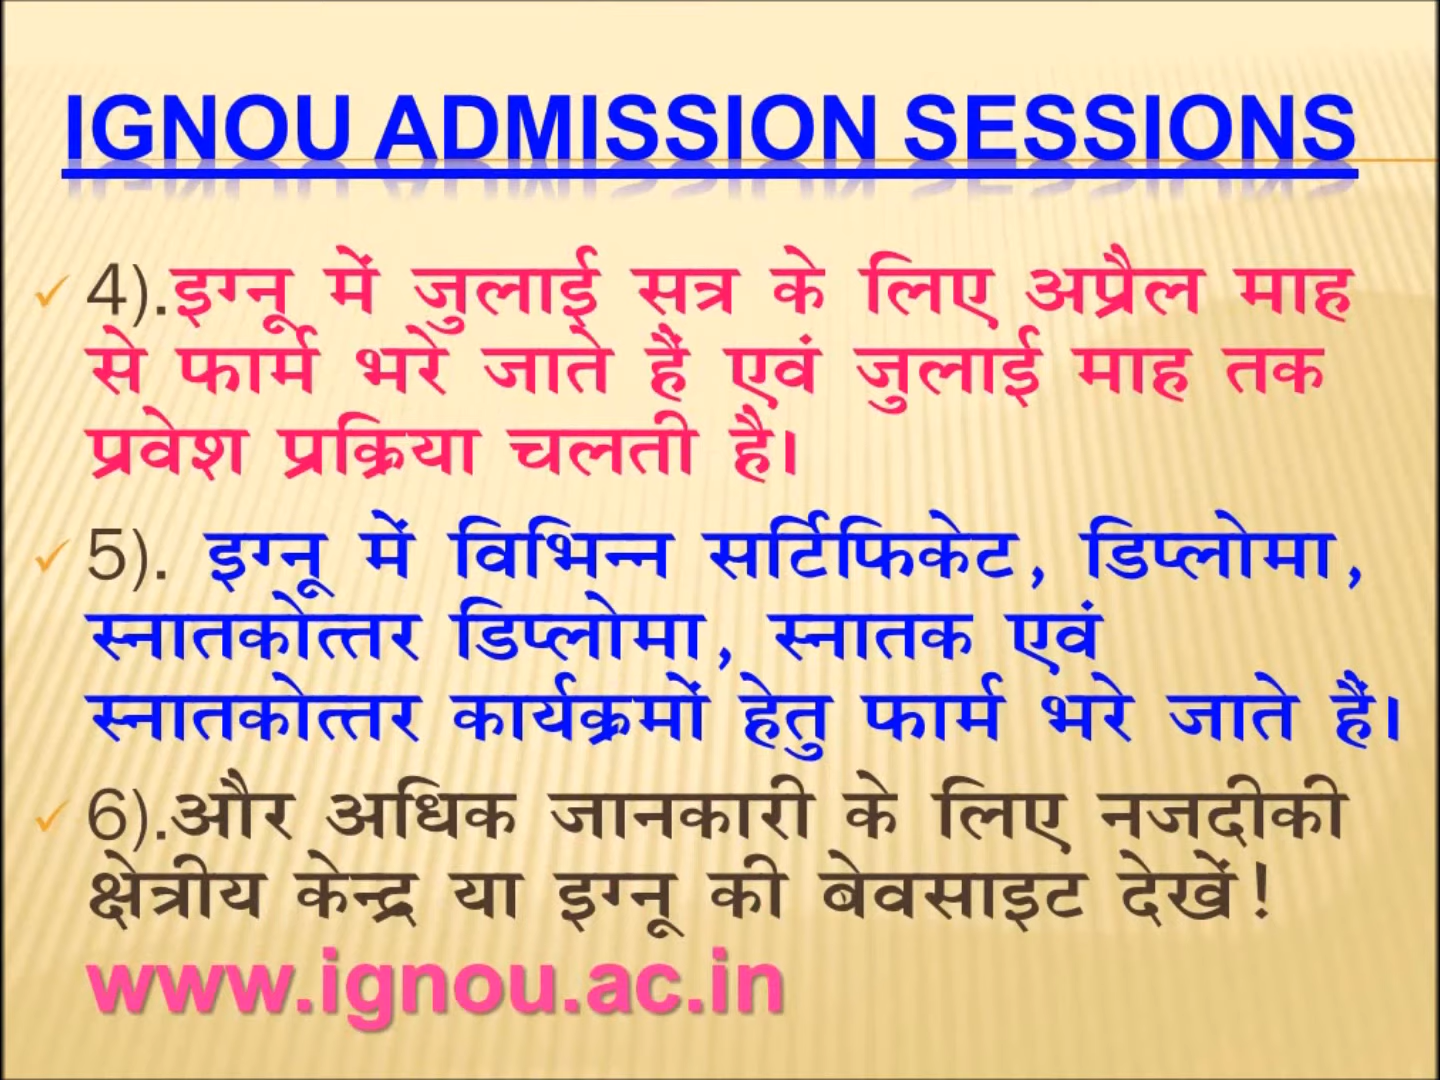 IGNOU ADMISSION SESSIONS
4).इग्नू में जुलाई सत्र के लिए अप्रैल माह
से फार्म भरे जाते हैं एवं जुलाई माह तक
प्रवेश प्रक्रिया चलती है।
5). इग्नू में विभिन्न सर्टिफिकेट, डिप्लोमा,
स्नातकोत्तर डिप्लोमा, स्नातक एवं
स्नातकोत्तर कार्यक्रमों हेतु फार्म भरे जाते हैं।
6).और अधिक जानकारी के लिए नजदीकी
क्षेत्रीय केन्द्र या इग्नू की बेवसाइट देखें!
www.ignou.ac.in